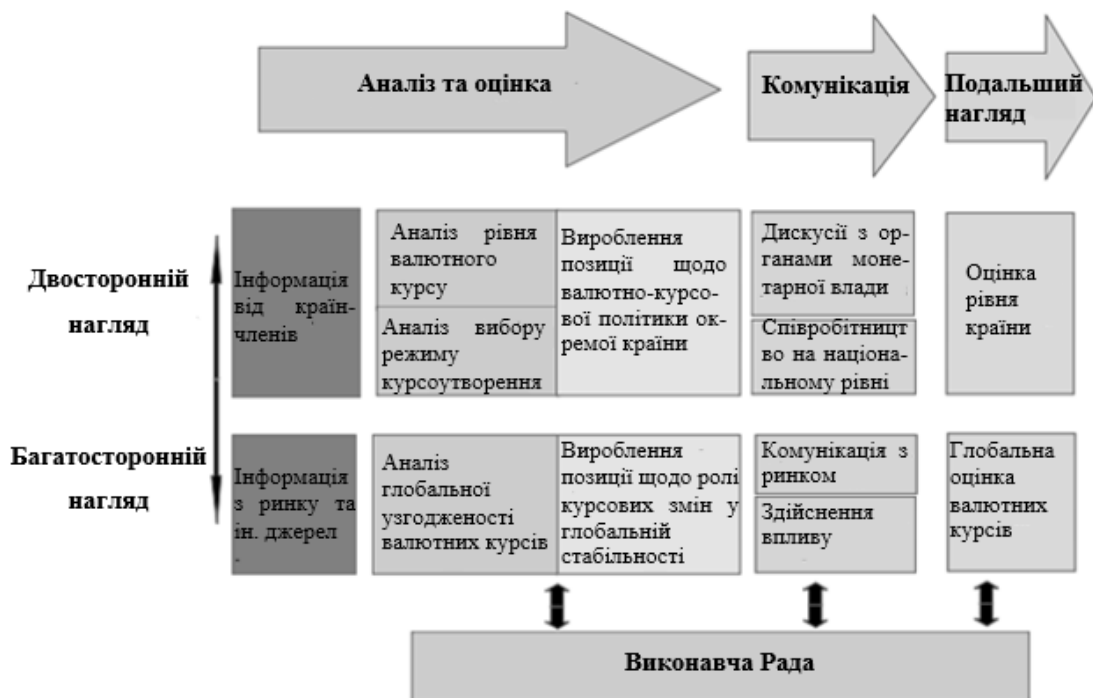 Аналіз та оцінка
Комунікація
Подальший
нагляд
Двосторонній
нагляд
Інформація
від країн-
членів
Аналіз рівня
валютного
курсу
Аналіз вибору
режиму
курсоутворення
Вироблення
позиції щодо
валютно-курсо-
вої політики ок-
ремої країни
Дискусії з ор-
ганами моне-
тарної влади
Співробітницт
во на націона-
льному рівні
Оцінка
рівня
країни
Багатосторонній
нагляд
Інформація
з ринку та
ін. джерел
.
Аналіз
глобальної
узгодженості
валютних курсів
Вироблення
позиції щодо ролі
курсових змін у
глобальній
стабільності
Комунікація з
ринком
Здійснення
впливу
Глобальна
оцінка
валютних
курсів
Виконавча Рада